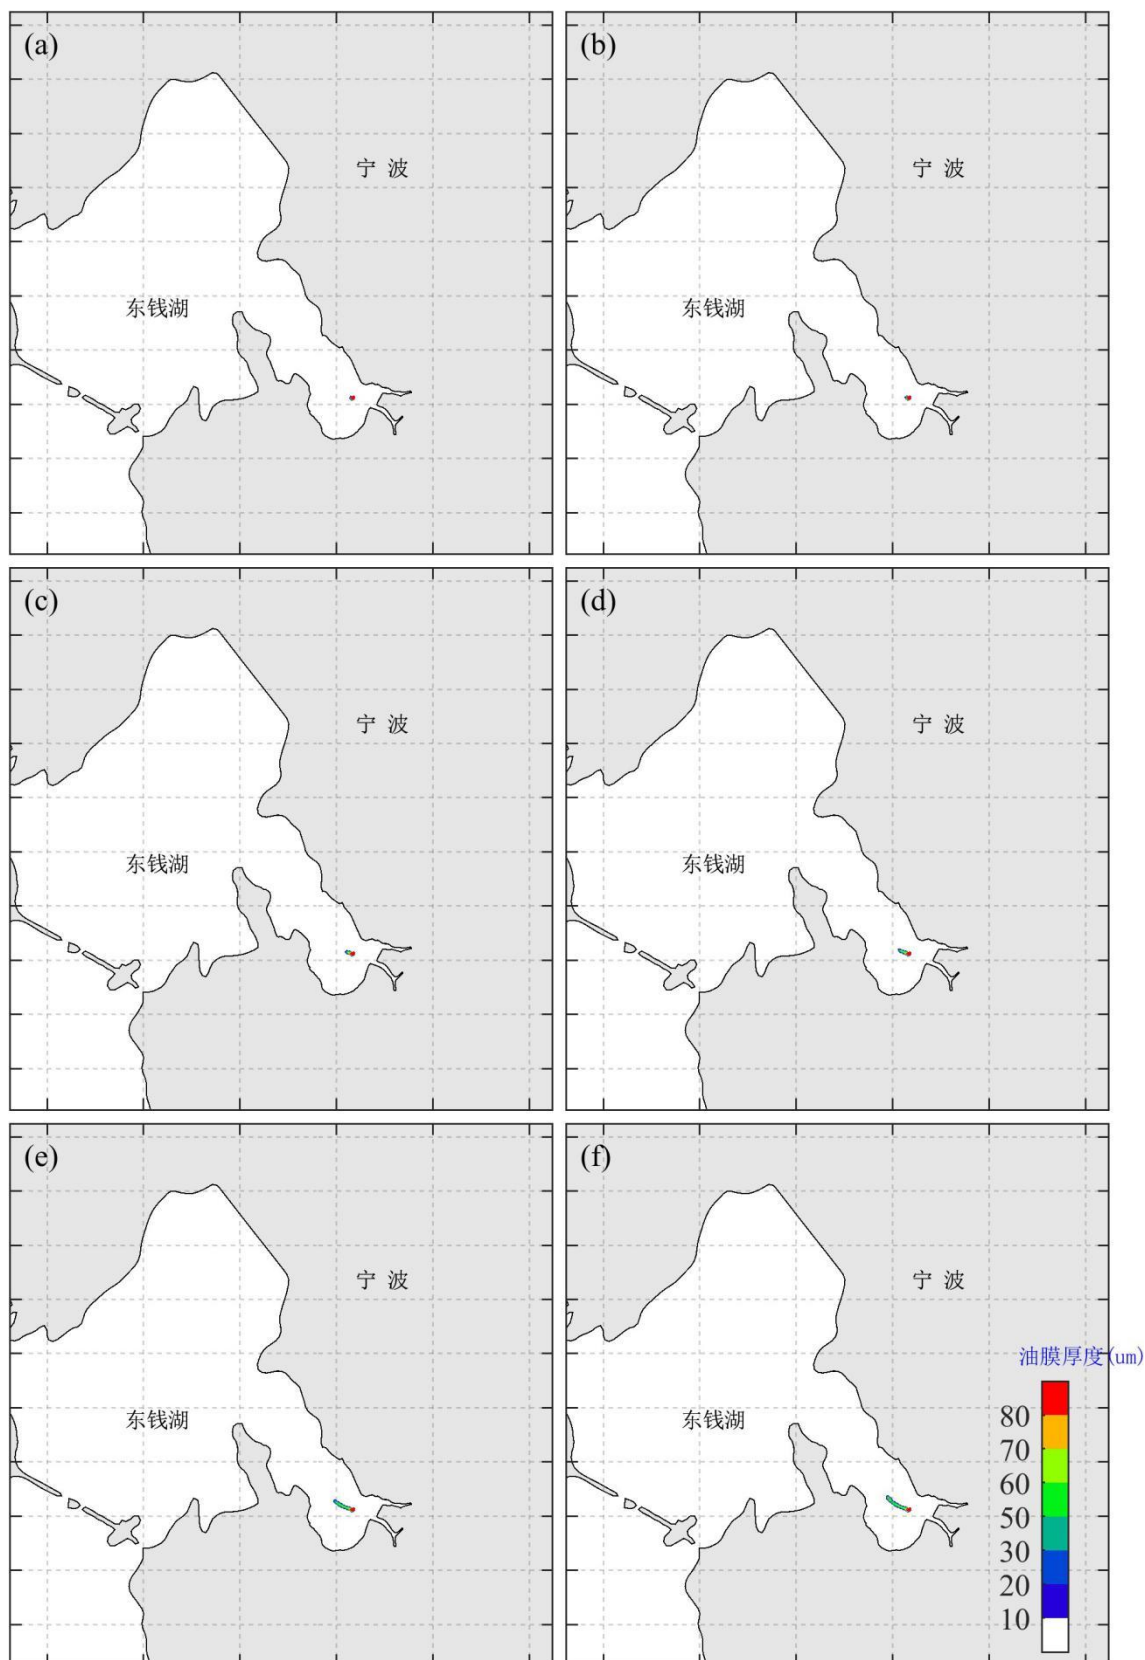 (a)
宁 波
东钱湖
(b)
宁 波
东钱湖
(c)
宁 波
东钱湖
(d)
宁 波
东钱湖
(e)
宁 波
东钱湖
(f)
宁 波
东钱湖
油膜厚度(um)
80
70
60
50
30
20
10